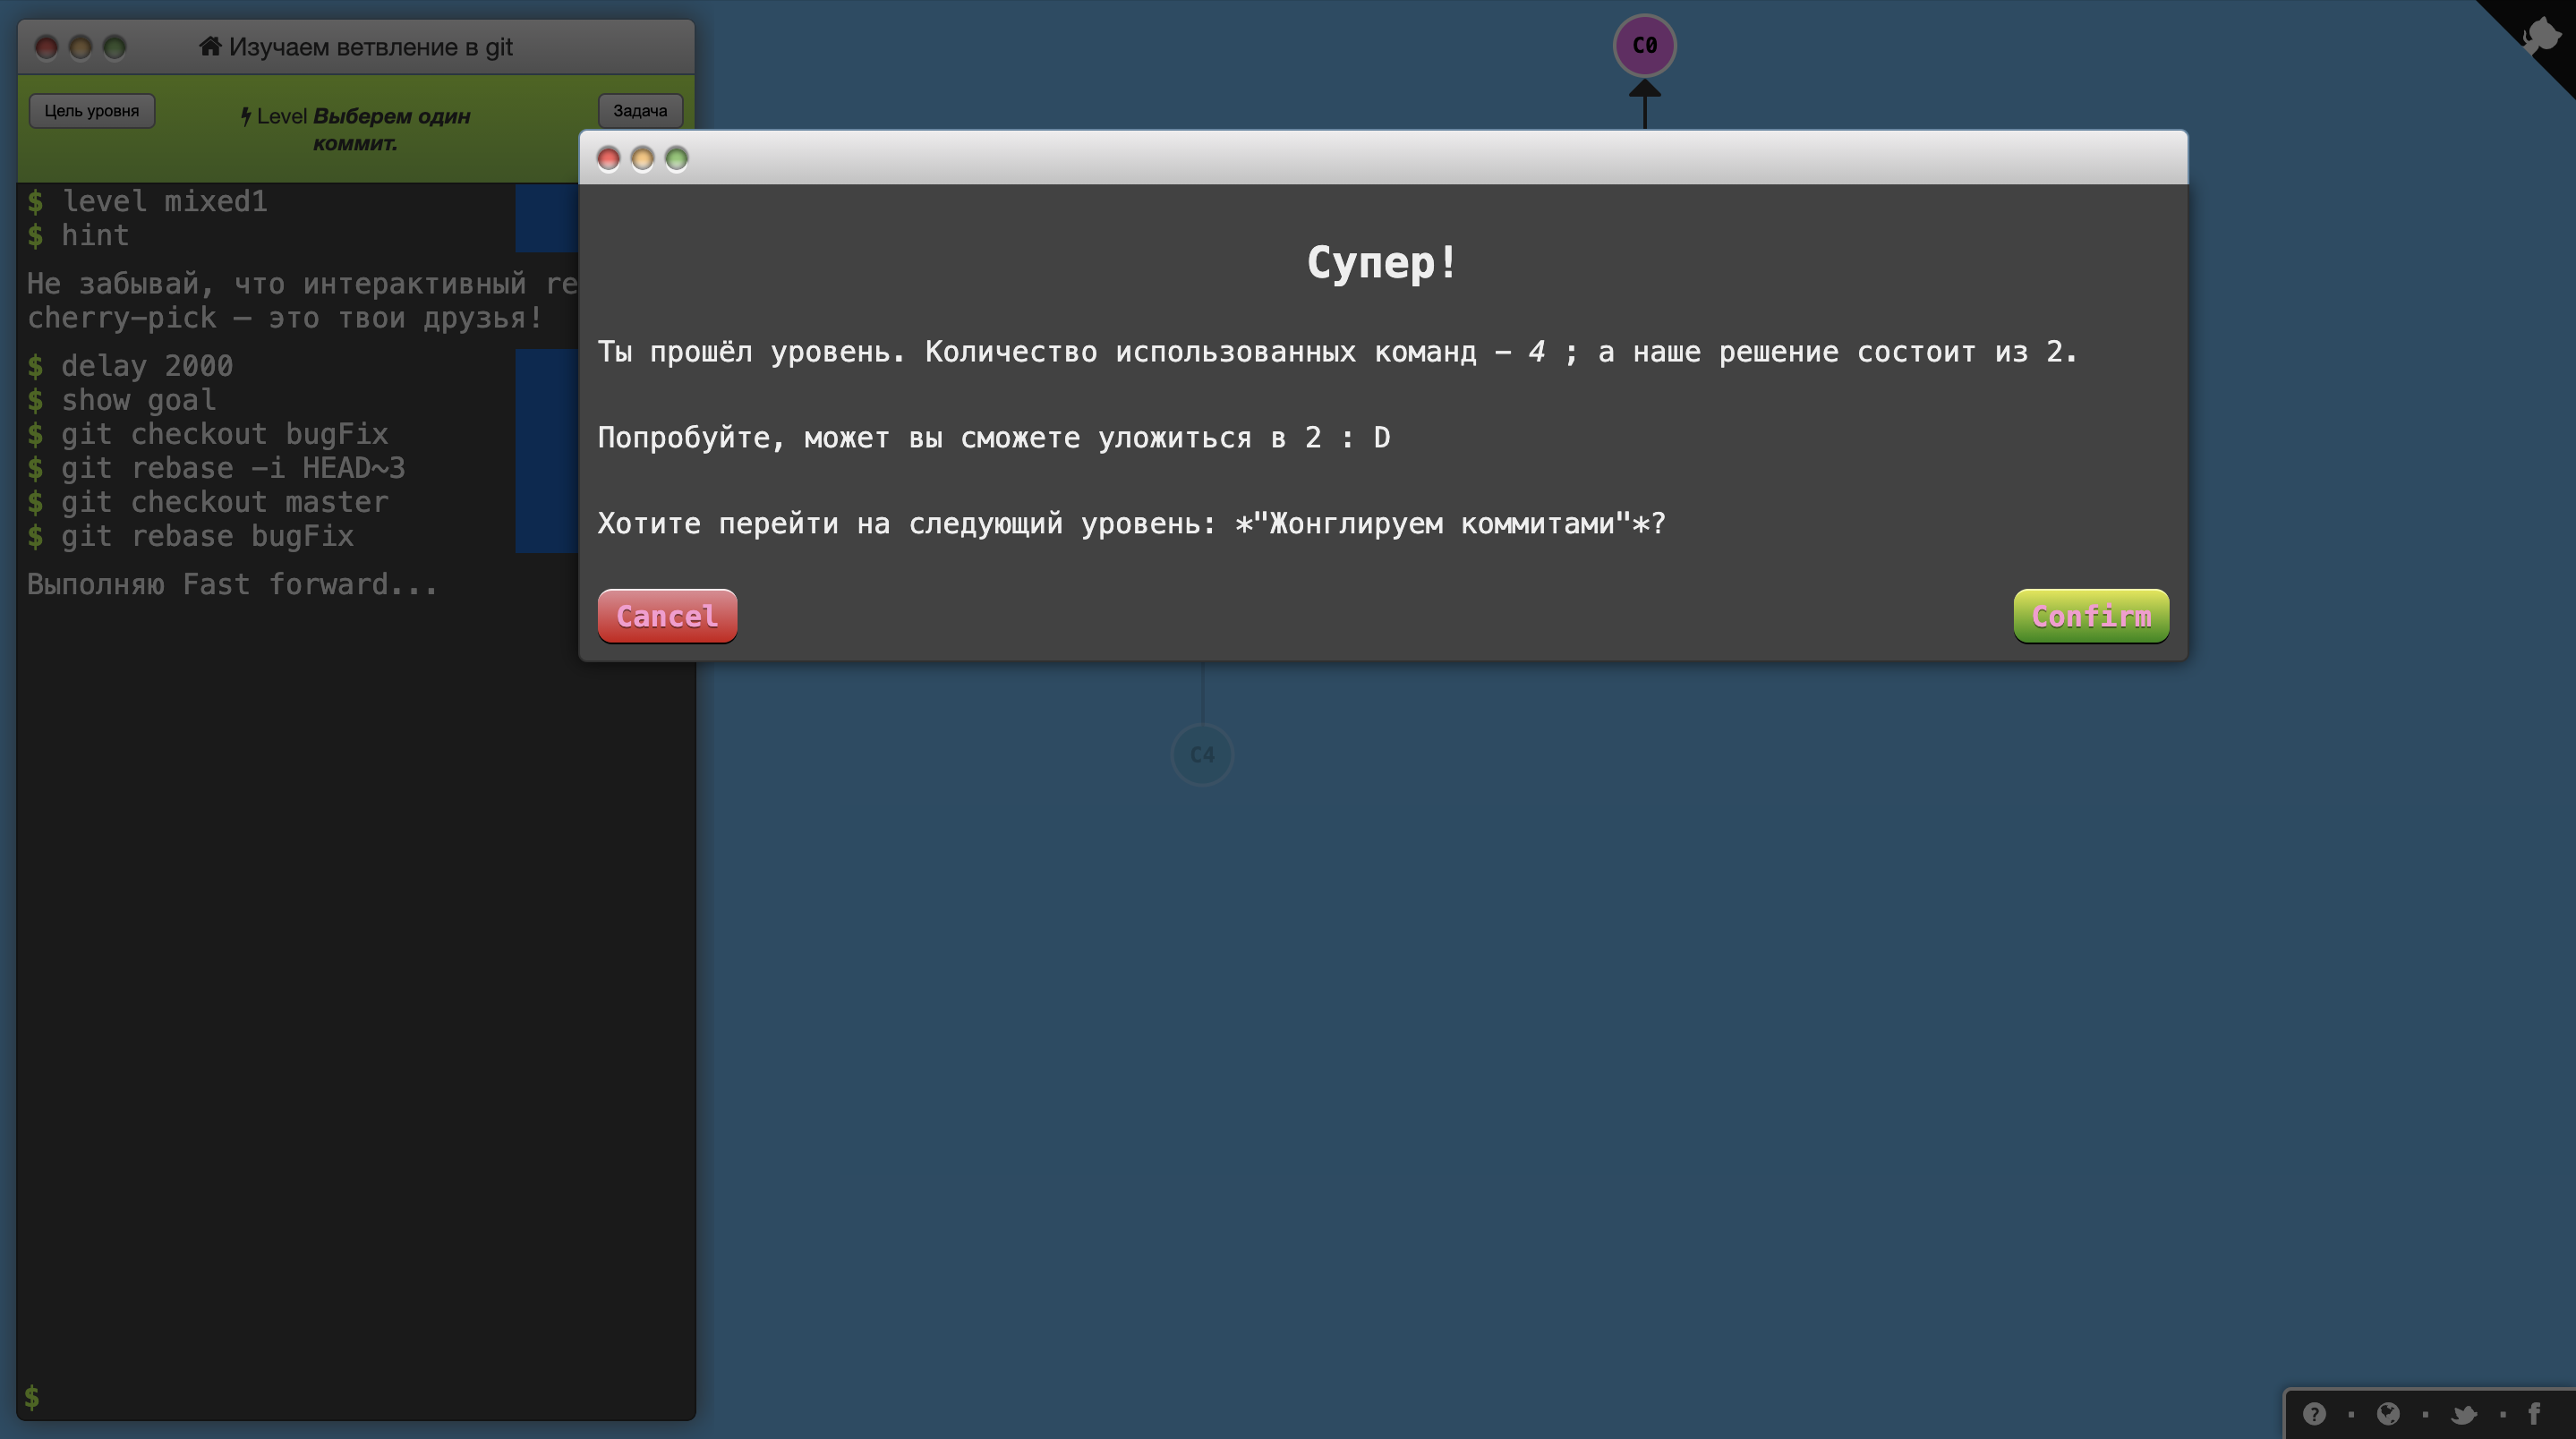 Изучаем ветвление в git
Цель уровня
Level Выберем один
коммит.
Задача
$ level mixed1
$ hint
Не забывай, что интерактивный re
cherry-pick — это твои друзья!
$ delay 2000
$ show goal
$ git checkout bugFix
$ git rebase -i HEAD~3
$ git checkout master
$ git rebase bugFix
Выполняю Fast forward...
$
C0
Супер!
Ты прошёл уровень. Количество использованных команд – 4 ; а наше решение состоит из 2.
Попробуйте, может вы сможете уложиться в 2 : D
Хотите перейти на следующий уровень: *"Жонглируем коммитами"*?
Cancel
Confirm
C4